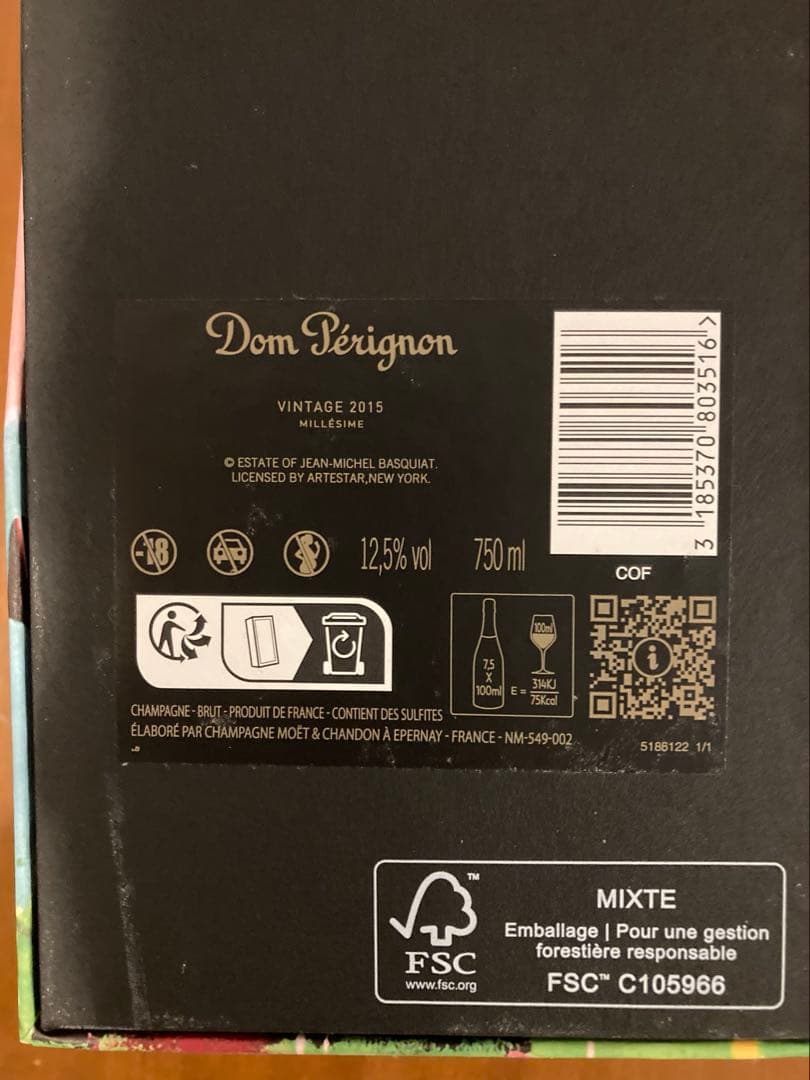 Dom Pérignon
VINTAGE 2015
MILLÉSIME
© ESTATE OF JEAN-MICHEL BASQUIAT.
LICENSED BY ARTESTAR,NEW YORK.
3 185370 803516 >
COF
-18
12,5% vol
750 ml
7,5
X
100ml
100ml
E = 314KJ
75Kcal
i
CHAMPAGNE - BRUT - PRODUIT DE FRANCE - CONTIENT DES SULFITES
ÉLABORÉ PAR CHAMPAGNE MOËT & CHANDON À EPERNAY - FRANCE - NM-549-002
5186122 1/1
FSC
™
www.fsc.org
MIXTE
Emballage | Pour une gestion
forestière responsable
FSC™ C105966